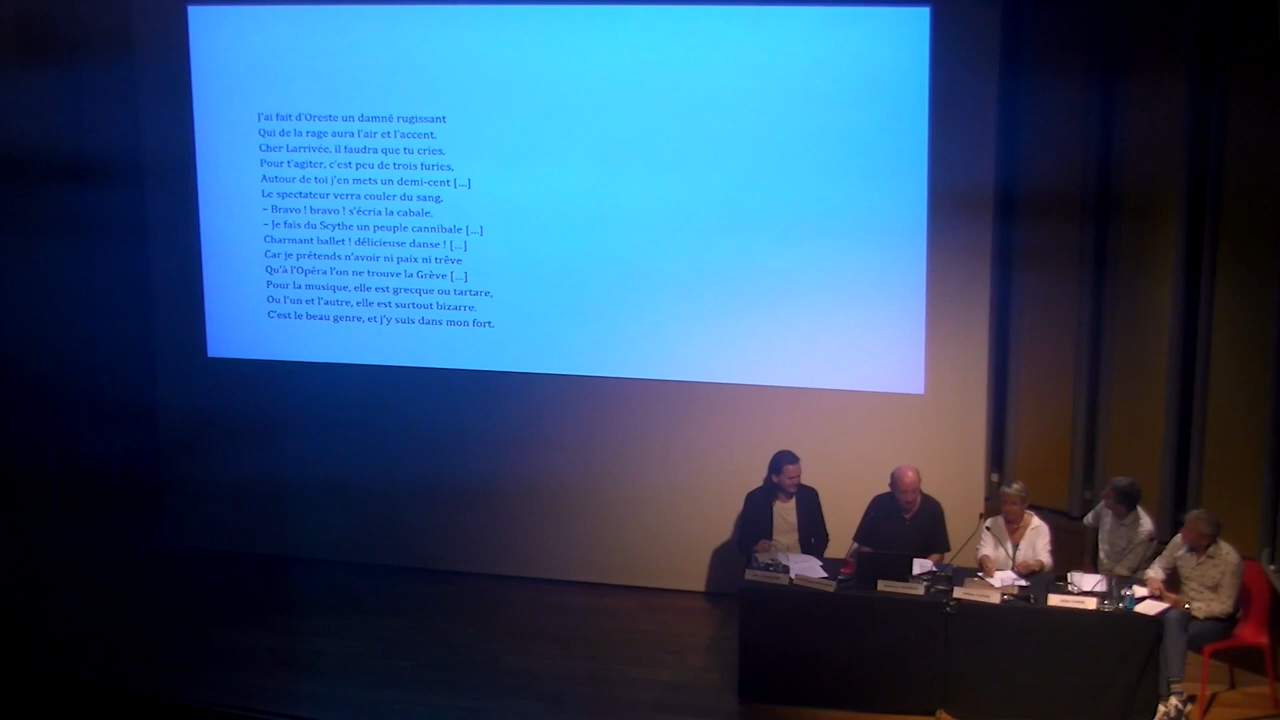 J'ai fait d'Oreste un damné rugissant
Qui de la rage aura l'air et l'accent.
Cher Larrivée, il faudra que tu cries,
Pour t'agiter, c'est peu de trois furies,
Autour de toi j'en mets un demi-cent [...]
Le spectateur verra couler du sang.
– Bravo ! bravo ! s'écria la cabale.
– Je fais du Scythe un peuple cannibale [...]
Charmant ballet ! délicieuse danse ! [...]
Car je prétends n'avoir ni paix ni trêve
Qu'à l'Opéra l'on ne trouve la Grève [...]
Pour la musique, elle est grecque ou tartare,
Ou l'un et l'autre, elle est surtout bizarre.
C'est le beau genre, et j'y suis dans mon fort.